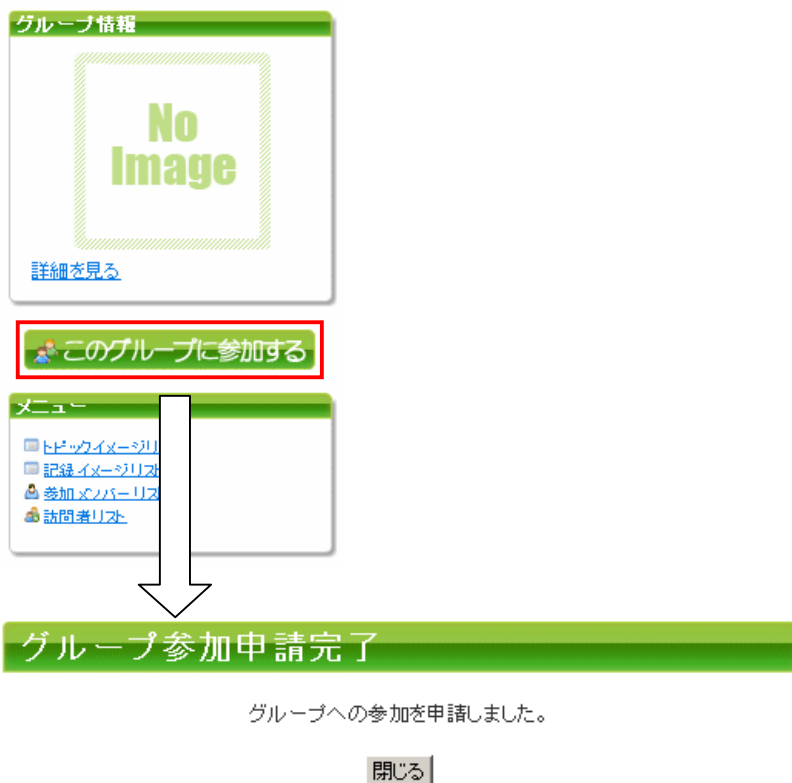 グループ情報
No
Image
詳細を見る
このグループに参加する
メニュー
トピックイメージリ
記録イメージリスト
参加メンバーリス
訪問者リスト
グループ参加申請完了
グループへの参加を申請しました。
閉じる